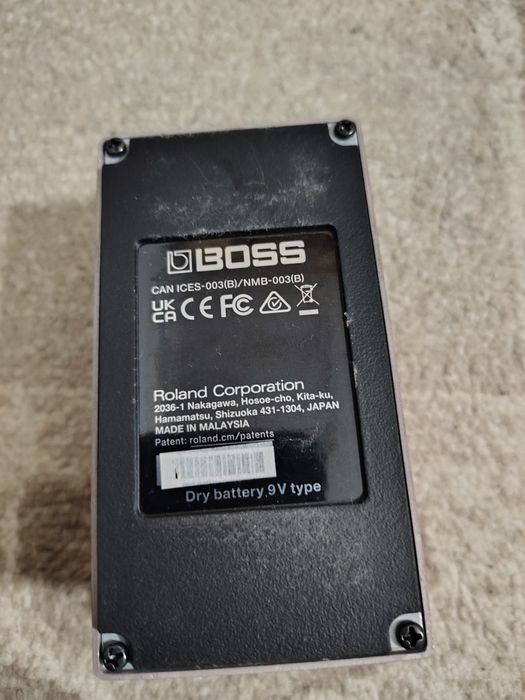 BOSS
CAN ICES-003(B)/NMB-003(B)
UK
CA CE FC
Roland Corporation
2036-1 Nakagawa, Hosoe-cho, Kita-ku,
Hamamatsu, Shizuoka 431-1304, JAPAN
MADE IN MALAYSIA
Patent: roland.cm/patents
Dry battery 9V type